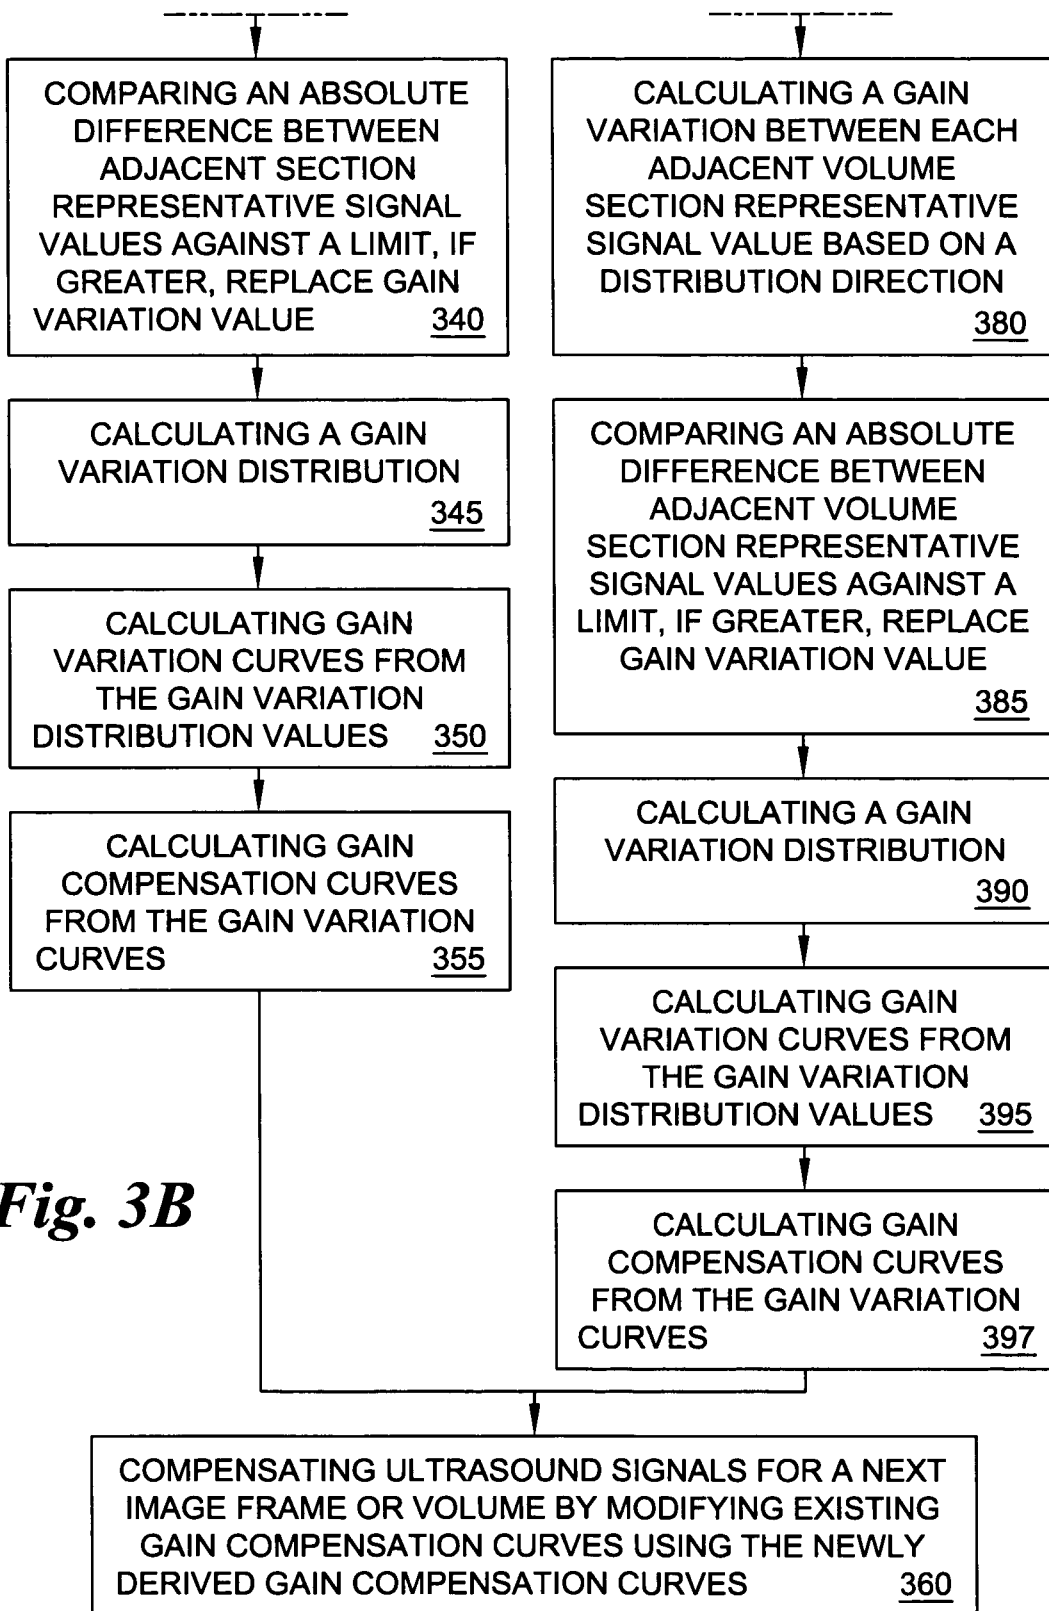 COMPARING AN ABSOLUTE
DIFFERENCE BETWEEN
ADJACENT SECTION
REPRESENTATIVE SIGNAL
VALUES AGAINST A LIMIT, IF
GREATER, REPLACE GAIN
VARIATION VALUE 340
CALCULATING A GAIN
VARIATION DISTRIBUTION
345
CALCULATING GAIN
VARIATION CURVES FROM
THE GAIN VARIATION
DISTRIBUTION VALUES 350
CALCULATING GAIN
COMPENSATION CURVES
FROM THE GAIN VARIATION
CURVES 355
CALCULATING A GAIN
VARIATION BETWEEN EACH
ADJACENT VOLUME
SECTION REPRESENTATIVE
SIGNAL VALUE BASED ON A
DISTRIBUTION DIRECTION
380
COMPARING AN ABSOLUTE
DIFFERENCE BETWEEN
ADJACENT VOLUME
SECTION REPRESENTATIVE
SIGNAL VALUES AGAINST A
LIMIT, IF GREATER, REPLACE
GAIN VARIATION VALUE
385
CALCULATING A GAIN
VARIATION DISTRIBUTION
390
CALCULATING GAIN
VARIATION CURVES FROM
THE GAIN VARIATION
DISTRIBUTION VALUES 395
CALCULATING GAIN
COMPENSATION CURVES
FROM THE GAIN VARIATION
CURVES 397
Fig. 3B
COMPENSATING ULTRASOUND SIGNALS FOR A NEXT
IMAGE FRAME OR VOLUME BY MODIFYING EXISTING
GAIN COMPENSATION CURVES USING THE NEWLY
DERIVED GAIN COMPENSATION CURVES 360